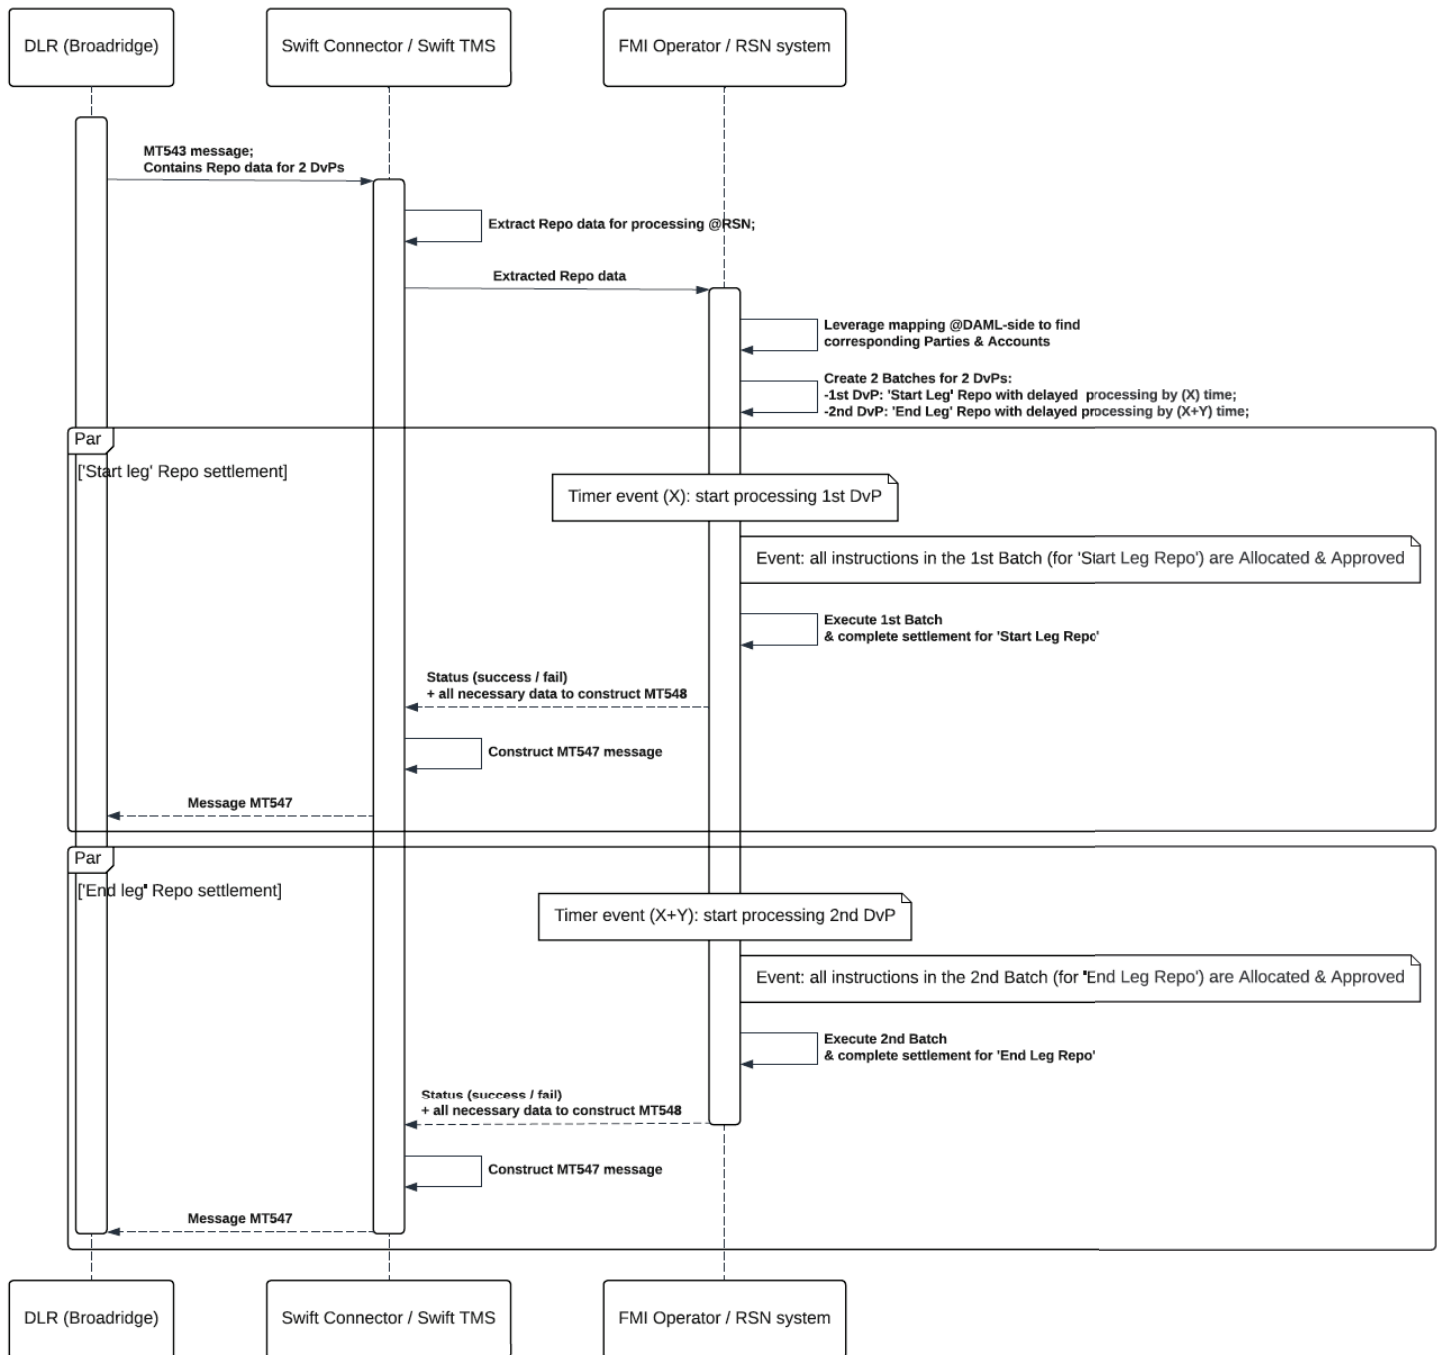 DLR (Broadridge)
Swift Connector / Swift TMS
FMI Operator / RSN system
MT543 message;
Contains Repo data for 2 DvPs
Extract Repo data for processing @RSN;
Extracted Repo data
Leverage mapping @DAML-side to find
corresponding Parties & Accounts
Create 2 Batches for 2 DvPs:
-1st DvP: 'Start Leg' Repo with delayed processing by (X) time;
-2nd DvP: 'End Leg' Repo with delayed processing by (X+Y) time;
Par
['Start leg' Repo settlement]
Timer event (X): start processing 1st DvP
Event: all instructions in the 1st Batch (for 'Start Leg Repo') are Allocated & Approved
Execute 1st Batch
& complete settlement for 'Start Leg Repo'
Status (success / fail)
+ all necessary data to construct MT548
Construct MT547 message
Message MT547
Par
['End leg' Repo settlement]
Timer event (X+Y): start processing 2nd DvP
Event: all instructions in the 2nd Batch (for 'End Leg Repo') are Allocated & Approved
Execute 2nd Batch
& complete settlement for 'End Leg Repo'
Status (success / fail)
+ all necessary data to construct MT548
Construct MT547 message
Message MT547
DLR (Broadridge)
Swift Connector / Swift TMS
FMI Operator / RSN system